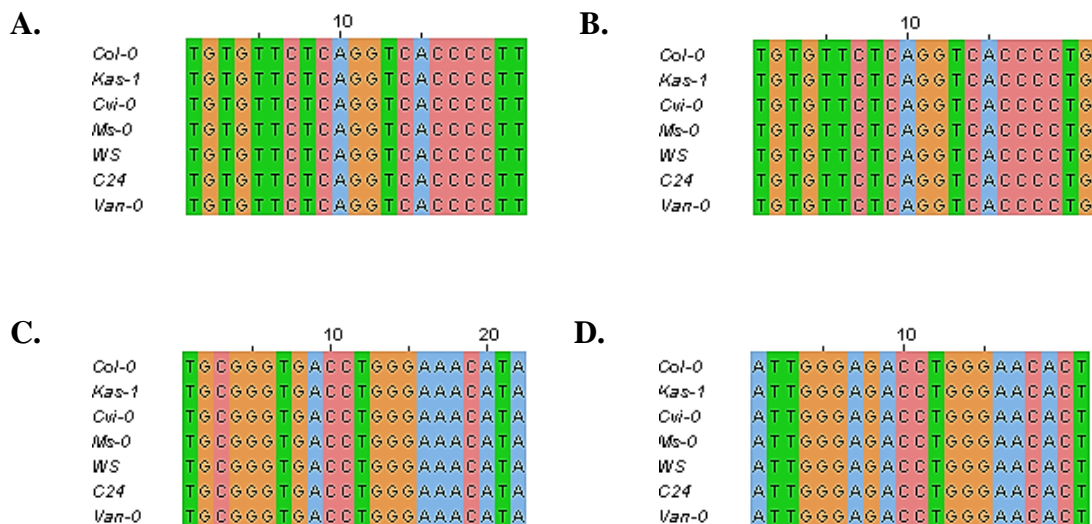 A.
10
Col-0 TGTGTTCTCAGGTCACCCCTT
Kas-1 TGTGTTCTCAGGTCACCCCTT
Cvi-0 TGTGTTCTCAGGTCACCCCTT
Ms-0 TGTGTTCTCAGGTCACCCCTT
WS TGTGTTCTCAGGTCACCCCTT
C24 TGTGTTCTCAGGTCACCCCTT
Van-0 TGTGTTCTCAGGTCACCCCTT
B.
10
Col-0 TGTGTTCTCAGGTCACCCCTG
Kas-1 TGTGTTCTCAGGTCACCCCTG
Cvi-0 TGTGTTCTCAGGTCACCCCTG
Ms-0 TGTGTTCTCAGGTCACCCCTG
WS TGTGTTCTCAGGTCACCCCTG
C24 TGTGTTCTCAGGTCACCCCTG
Van-0 TGTGTTCTCAGGTCACCCCTG
C.
10 20
Col-0 TGCGGGTGACCTGGGAAACATA
Kas-1 TGCGGGTGACCTGGGAAACATA
Cvi-0 TGCGGGTGACCTGGGAAACATA
Ms-0 TGCGGGTGACCTGGGAAACATA
WS TGCGGGTGACCTGGGAAACATA
C24 TGCGGGTGACCTGGGAAACATA
Van-0 TGCGGGTGACCTGGGAAACATA
D.
10
Col-0 ATTGGGAGACCTGGGAACACT
Kas-1 ATTGGGAGACCTGGGAACACT
Cvi-0 ATTGGGAGACCTGGGAACACT
Ms-0 ATTGGGAGACCTGGGAACACT
WS ATTGGGAGACCTGGGAACACT
C24 ATTGGGAGACCTGGGAACACT
Van-0 ATTGGGAGACCTGGGAACACT